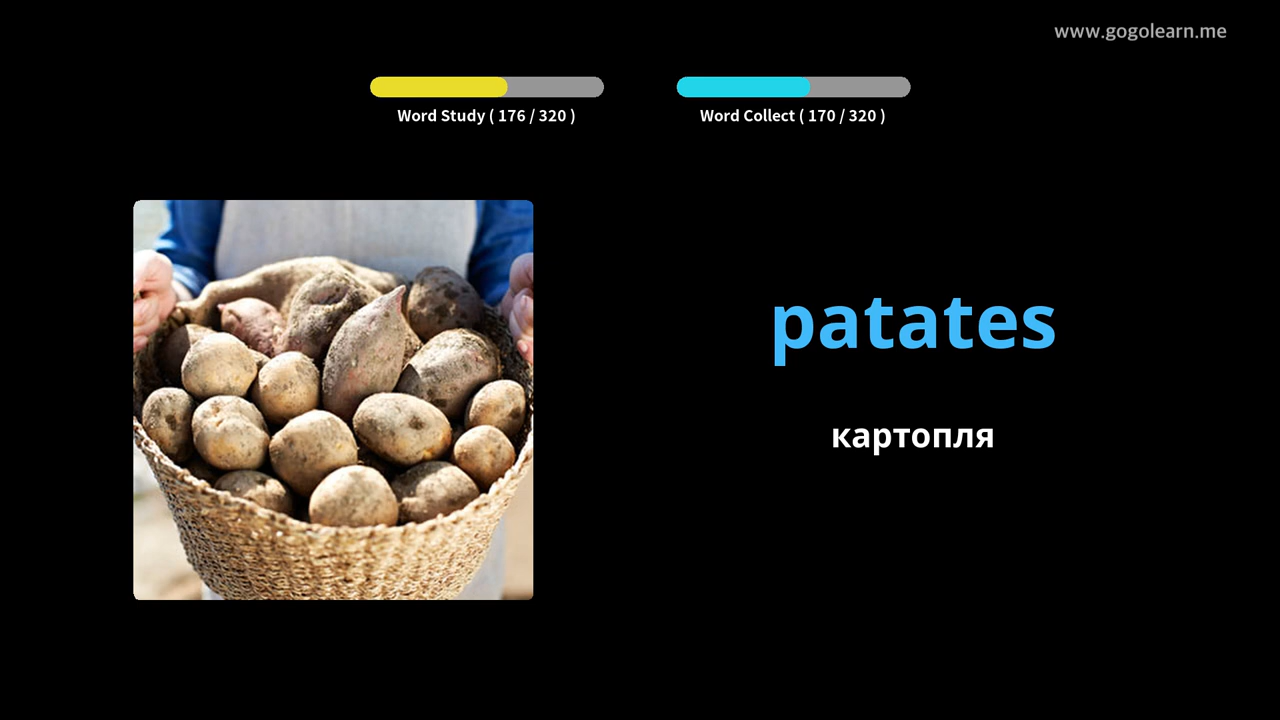 www.gogolearn.me
Word Study ( 176 / 320 )
Word Collect ( 170 / 320 )
patates
картопля